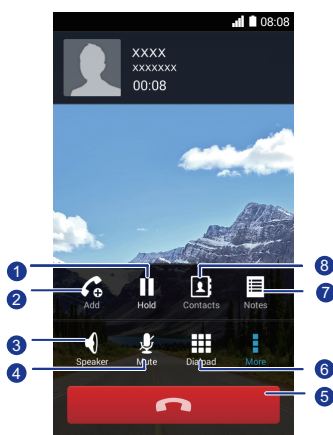 08:08
xxxx
xxxxxxx
00:08
1
8
2
7
Add Hold Contacts Notes
3
Speaker Mute Dialpad More
4
6
5